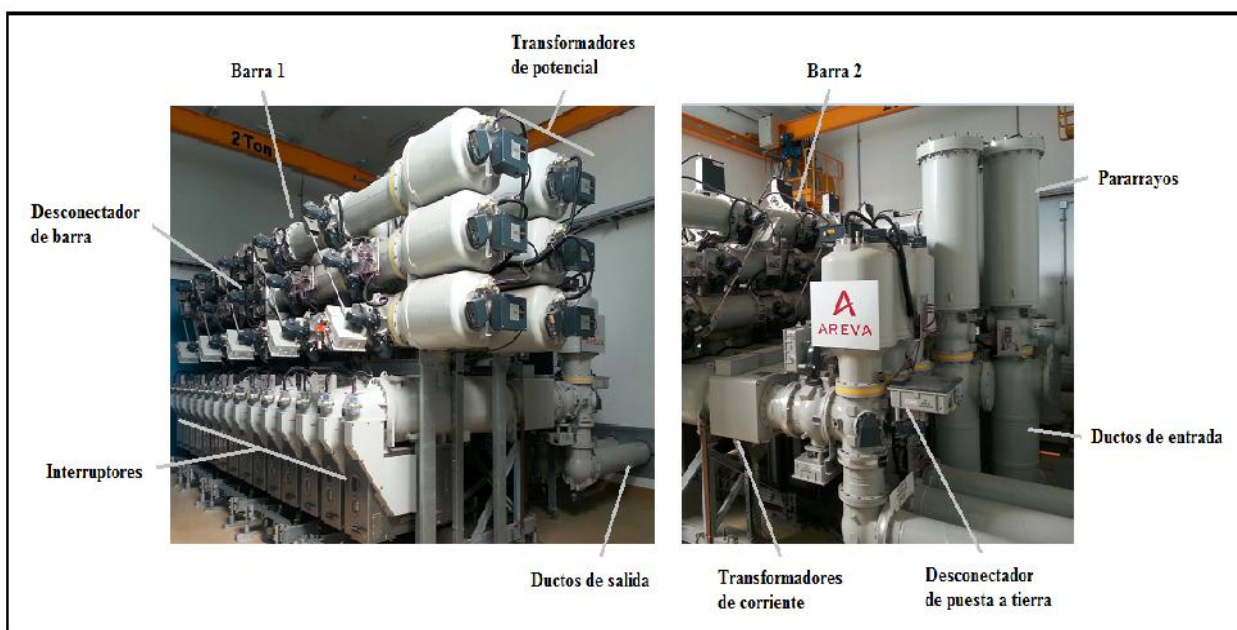 Transformadores
de potencial
Barra 1
Barra 2
2 Ton
Desconectador
de barra
Pararrayos
AREVA
Interruptores
Ductos de entrada
Ductos de salida
Transformadores
de corriente
Desconectador
de puesta a tierra